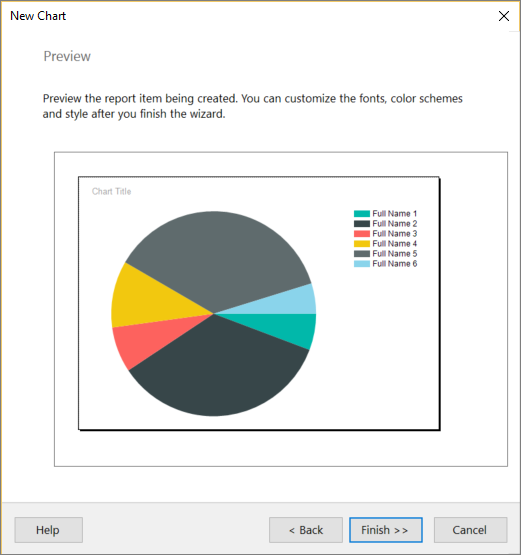 New Chart
Preview
Preview the report item being created. You can customize the fonts, color schemes
and style after you finish the wizard.
Chart Title
Full Name 1
Full Name 2
Full Name 3
Full Name 4
Full Name 5
Full Name 6
Help
< Back
Finish >>
Cancel